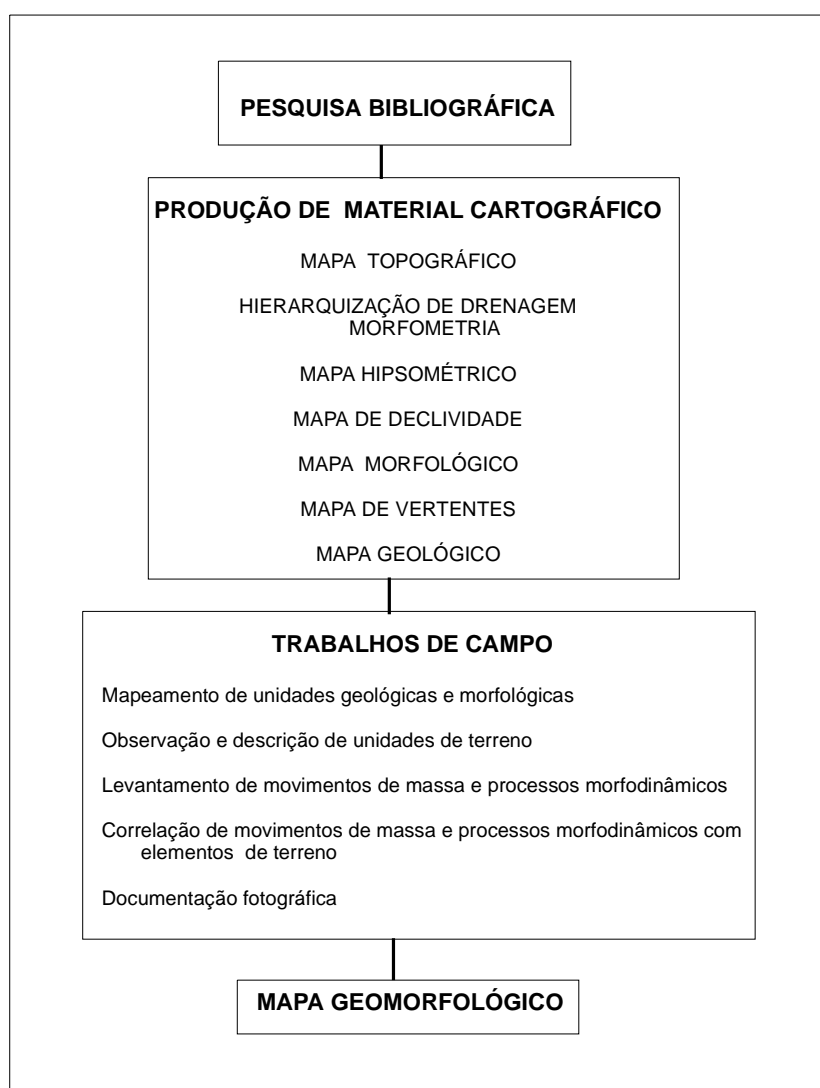 PESQUISA BIBLIOGRÁFICA
PRODUÇÃO DE MATERIAL CARTOGRÁFICO
MAPA TOPOGRÁFICO
HIERARQUIZAÇÃO DE DRENAGEM
MORFOMETRIA
MAPA HIPSOMÉTRICO
MAPA DE DECLIVIDADE
MAPA MORFOLÓGICO
MAPA DE VERTENTES
MAPA GEOLÓGICO
TRABALHOS DE CAMPO
Mapeamento de unidades geológicas e morfológicas
Observação e descrição de unidades de terreno
Levantamento de movimentos de massa e processos morfodinâmicos
Correlação de movimentos de massa e processos morfodinâmicos com
elementos de terreno
Documentação fotográfica
MAPA GEOMORFOLÓGICO